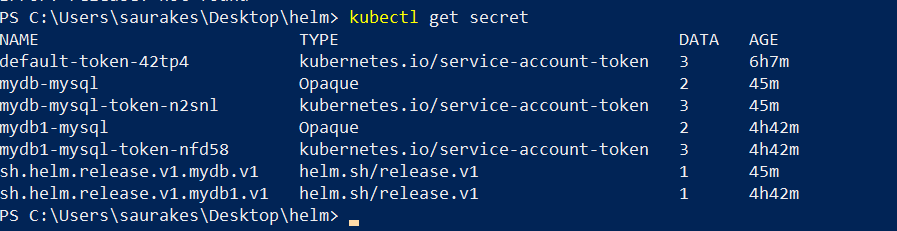 PS C:\Users\saurakes\Desktop\helm> kubectl get secret
NAME TYPE DATA AGE
default-token-42tp4 kubernetes.io/service-account-token 3 6h7m
mydb-mysql Opaque 2 45m
mydb-mysql-token-n2snl kubernetes.io/service-account-token 3 45m
mydb1-mysql Opaque 2 4h42m
mydb1-mysql-token-nfd58 kubernetes.io/service-account-token 3 4h42m
sh.helm.release.v1.mydb.v1 helm.sh/release.v1 1 45m
sh.helm.release.v1.mydb1.v1 helm.sh/release.v1 1 4h42m
PS C:\Users\saurakes\Desktop\helm>